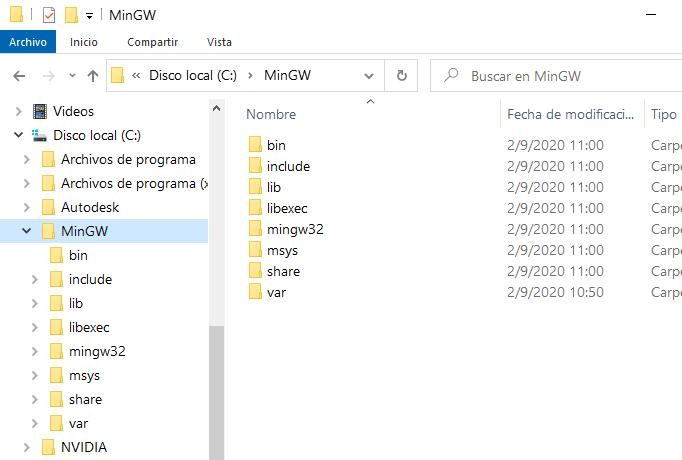 MinGW
Archivo Inicio Compartir Vista
« Disco local (C:) › MinGW Buscar en MinGW
Videos
Disco local (C:)
Archivos de programa
Archivos de programa (x
Autodesk
MinGW
bin
include
lib
libexec
mingw32
msys
share
var
NVIDIA
Nombre Fecha de modificaci... Tipo
bin 2/9/2020 11:00 Carpe
include 2/9/2020 11:00 Carpe
lib 2/9/2020 11:00 Carpe
libexec 2/9/2020 11:00 Carpe
mingw32 2/9/2020 11:00 Carpe
msys 2/9/2020 11:00 Carpe
share 2/9/2020 11:00 Carpe
var 2/9/2020 10:50 Carpe